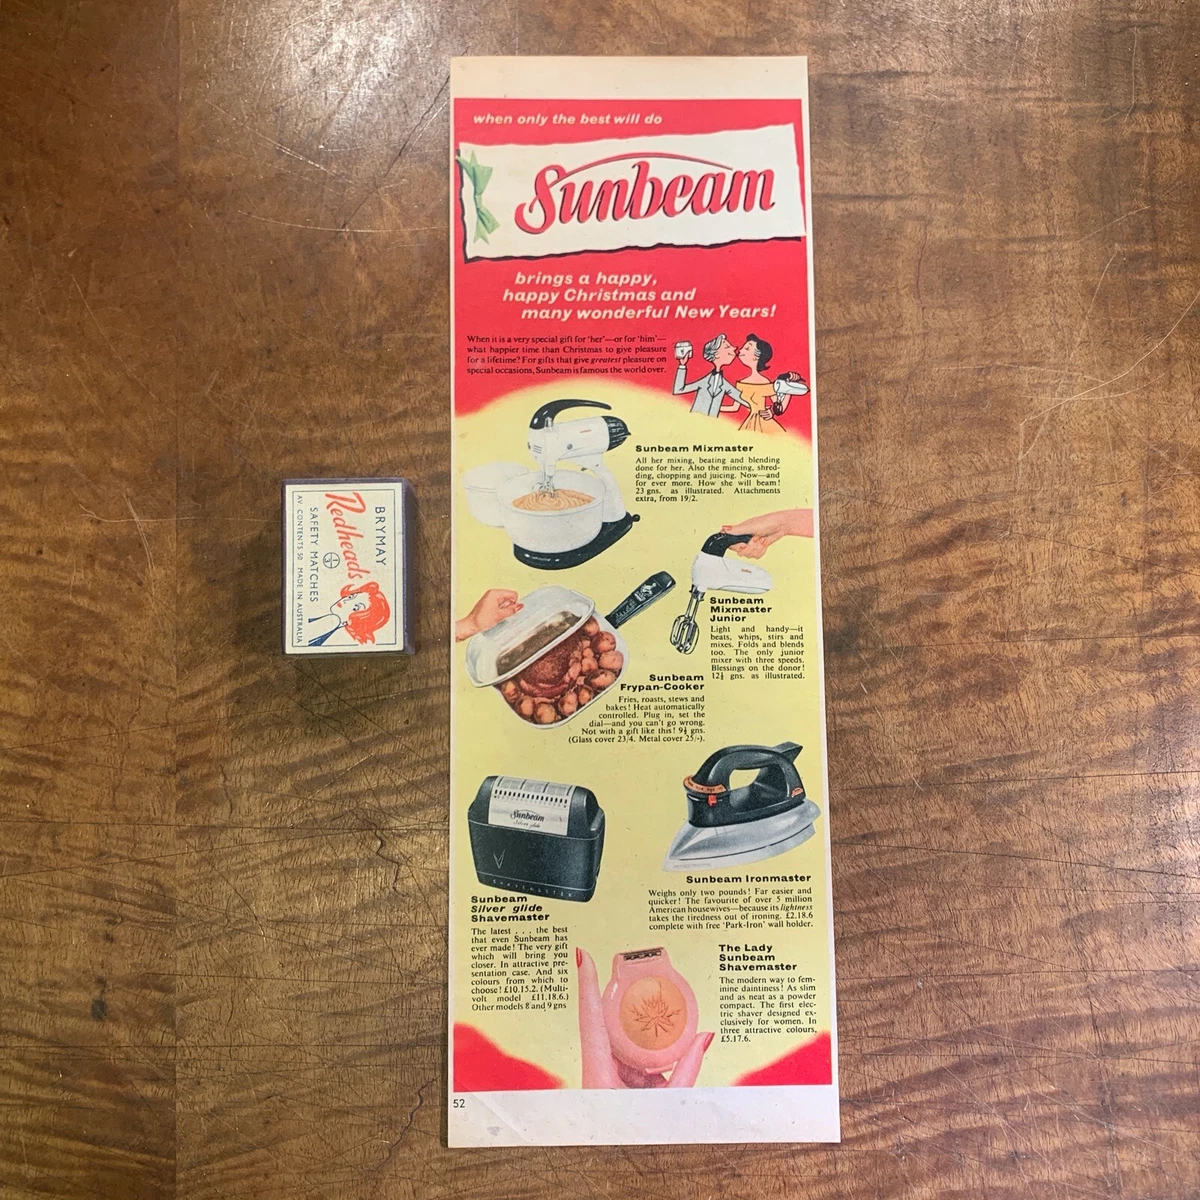 when only the best will do
Sunbeam
brings a happy,
happy Christmas and
many wonderful New Years!
When it is a very special gift for 'her'—or for 'him'—
what happier time than Christmas to give pleasure
for a lifetime? For gifts that give greatest pleasure on
special occasions, Sunbeam is famous the world over.
Sunbeam Mixmaster
All her mixing, beating and blending
done for her. Also the mincing, shred-
ding, chopping and juicing. Now—and
for ever more. How she will beam!
23 gns. as illustrated. Attachments
extra, from 19/2.
Sunbeam
Mixmaster
Junior
Light and handy—it
beats, whips, stirs and
mixes. Folds and blends
too. The only junior
mixer with three speeds.
Blessings on the donor!
12½ gns. as illustrated.
Sunbeam
Frypan-Cooker
Fries, roasts, stews and
bakes! Heat automatically
controlled. Plug in, set the
dial—and you can't go wrong.
Not with a gift like this! 9½ gns.
(Glass cover 23/4. Metal cover 25/-).
Sunbeam
Silver glide
SHAVEMASTER
Sunbeam Ironmaster
Weighs only two pounds! Far easier and
quicker! The favourite of over 5 million
American housewives—because its lightness
takes the tiredness out of ironing. £2.18.6
complete with free 'Park-Iron' wall holder.
Sunbeam
Silver glide
Shavemaster
The latest . . . the best
that even Sunbeam has
ever made! The very gift
which will bring you
closer. In attractive pre-
sentation case. And six
colours from which to
choose! £10.15.2. (Multi-
volt model £11.18.6.)
Other models 8 and 9 gns
The Lady
Sunbeam
Shavemaster
The modern way to fem-
inine daintiness! As slim
and as neat as a powder
compact. The first elec-
tric shaver designed ex-
clusively for women. In
three attractive colours,
£5.17.6.
52
BRYMAY
Redheads
SAFETY MATCHES
AV. CONTENTS 50 MADE IN AUSTRALIA